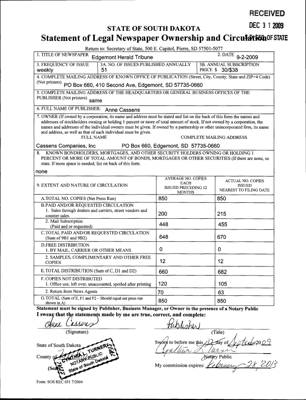 RECEIVED
DEC 11 2009
STATE OF SOUTH DAKOTA
Statement of Legal Newspaper Ownership and Circulation
S.D. SEC. OF STATE
Return to: Secretary of State, 500 E. Capitol, Pierre, SD 57501-5077
1. TITLE OF NEWSPAPER
Edgemont Herald Tribune
2. DATE
9-2-2009
3. FREQUENCY OF ISSUE
weekly
3A. NO. OF ISSUES PUBLISHED ANNUALLY
51
3B. ANNUAL SUBSCRIPTION
PRICE $ 30/$38
4. COMPLETE MAILING ADDRESS OF KNOWN OFFICE OF PUBLICATION (Street, City, County, State and ZIP+4 Code)
(Not printers)
PO Box 660, 410 Second Ave, Edgemont, SD 57735-0660
5. COMPLETE MAILING ADDRESS OF THE HEADQUARTERS OR GENERAL BUSINESS OFFICES OF THE
PUBLISHER (Not printers)
same
6. FULL NAME OF PUBLISHER:
Anne Cassens
7. OWNER (If owned by a corporation, its name and address must be stated and list on the back of this form the names and
addresses of stockholders owning or holding 1 percent or more of total amount of stock. If not owned by a corporation, the
names and addresses of the individual owners must be given. If owned by a partnership or other unincorporated firm, its name
and address, as well as that of each individual must be given.
FULL NAME
COMPLETE MAILING ADDRESS
Cassens Companies, Inc
PO Box 660, Edgemont, SD 57735-0660
8. KNOWN BONDHOLDERS, MORTGAGES, AND OTHER SECURITY HOLDERS OWNING OR HOLDING 1
PERCENT OR MORE TOTAL AMOUNT OF BONDS, MORTGAGES OR OTHER SECURITIES (If there are none, so
state. If more space is needed, list on back of this form.
none
9. EXTENT AND NATURE OF CIRCULATION
AVERAGE NO. COPIES
EACH
ISSUED PRECEDING 12
MONTHS
ACTUAL NO. COPIES
ISSUED
NEAREST TO FILING DATE
A.TOTAL NO. COPIES (Net Press Run)
850
850
B.PAID AND/OR REQUESTED CIRCULATION
1. Sales through dealers and carriers, street vendors and
counter sales.
200
215
2. Mail Subscription
(Paid and/or requested)
448
455
C.TOTAL PAID AND/OR REQUESTED CIRCULATION
(Sum of 9B1 and 9B2)
648
670
D.FREE DISTRIBUTION
1. BY MAIL, CARRIER OR OTHER MEANS
0
0
2. SAMPLES, COMPLIMENTARY AND OTHER FREE
COPIES
12
12
E.TOTAL DISTRIBUTION (Sum of C, D1 and D2)
660
682
F.COPIES NOT DISTRIBUTED
1. Office use, left over, unaccounted, spoiled after printing
120
105
2. Return from News Agents
70
63
G.TOTAL (Sum of E, F1 and F2 - Should equal net press run
shown in A)
850
850
Statement must be signed by Publisher, Business Manager, or Owner in the presence of a Notary Public
I swear that the statements made by me are true, correct, and complete:
Anne Cassens
Publisher
(Signature)
(Title)
State of South Dakota
County of
CYNTHIA L. TURNER
NOTARY PUBLIC
State of South Dakota
(Seal)
Sworn to before me this day of September 2009
Cynthia L Turner
Notary Public
My commission expires: February 28, 2013
Form: SOS REC 051 7/2004